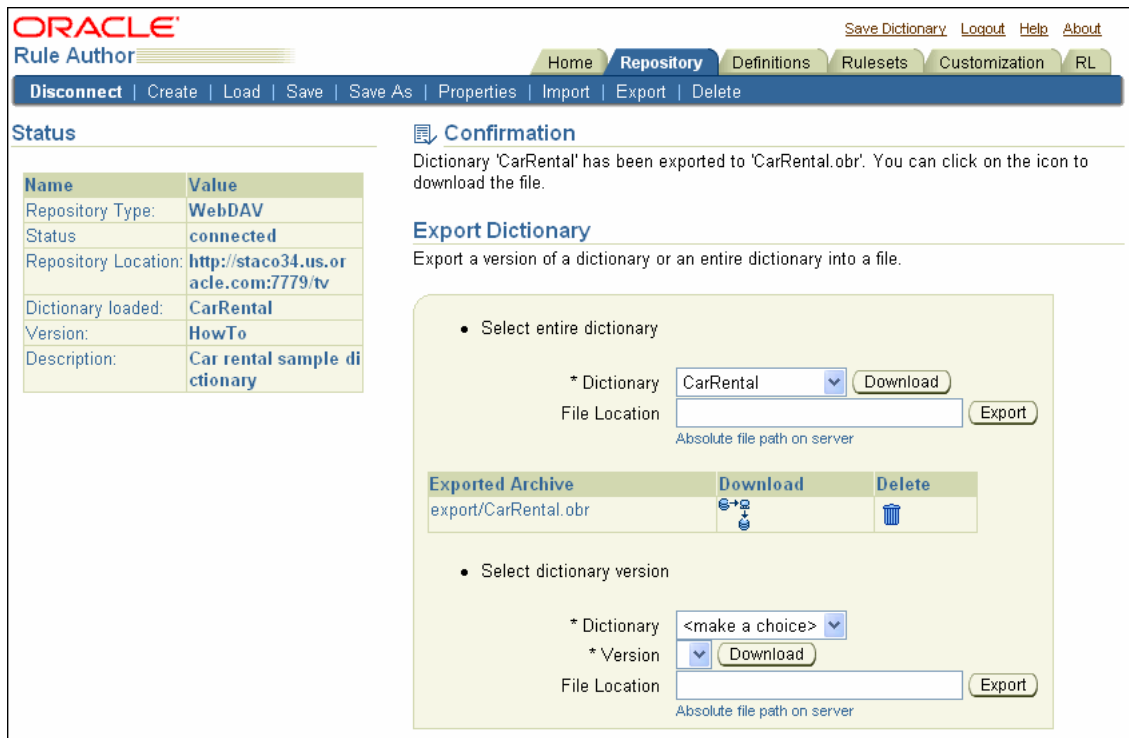 ORACLE
Rule Author
Save Dictionary Logout Help About
Home Repository Definitions Rulesets Customization RL
Disconnect | Create | Load | Save | Save As | Properties | Import | Export | Delete
Status
Name Value
Repository Type: WebDAV
Status connected
Repository Location: http://staco34.us.or
acle.com:7779/tv
Dictionary loaded: CarRental
Version: HowTo
Description: Car rental sample di
ctionary
Confirmation
Dictionary 'CarRental' has been exported to 'CarRental.obr'. You can click on the icon to
download the file.
Export Dictionary
Export a version of a dictionary or an entire dictionary into a file.
• Select entire dictionary
* Dictionary CarRental Download
File Location Export
Absolute file path on server
Exported Archive Download Delete
export/CarRental.obr
• Select dictionary version
* Dictionary <make a choice>
* Version Download
File Location Export
Absolute file path on server